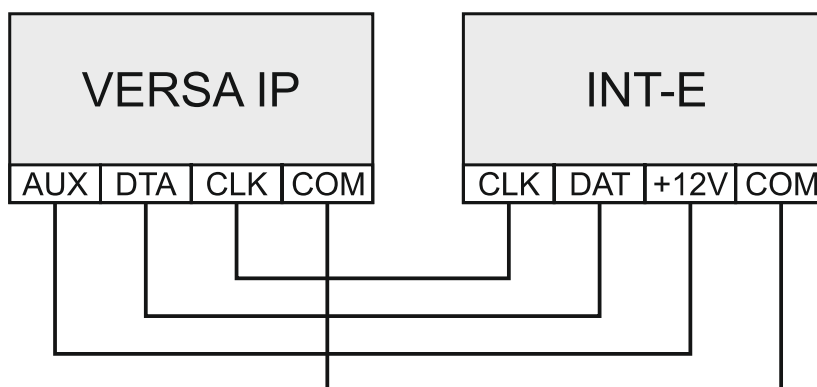 VERSA IP
AUX DTA CLK COM
INT-E
CLK DAT +12V COM